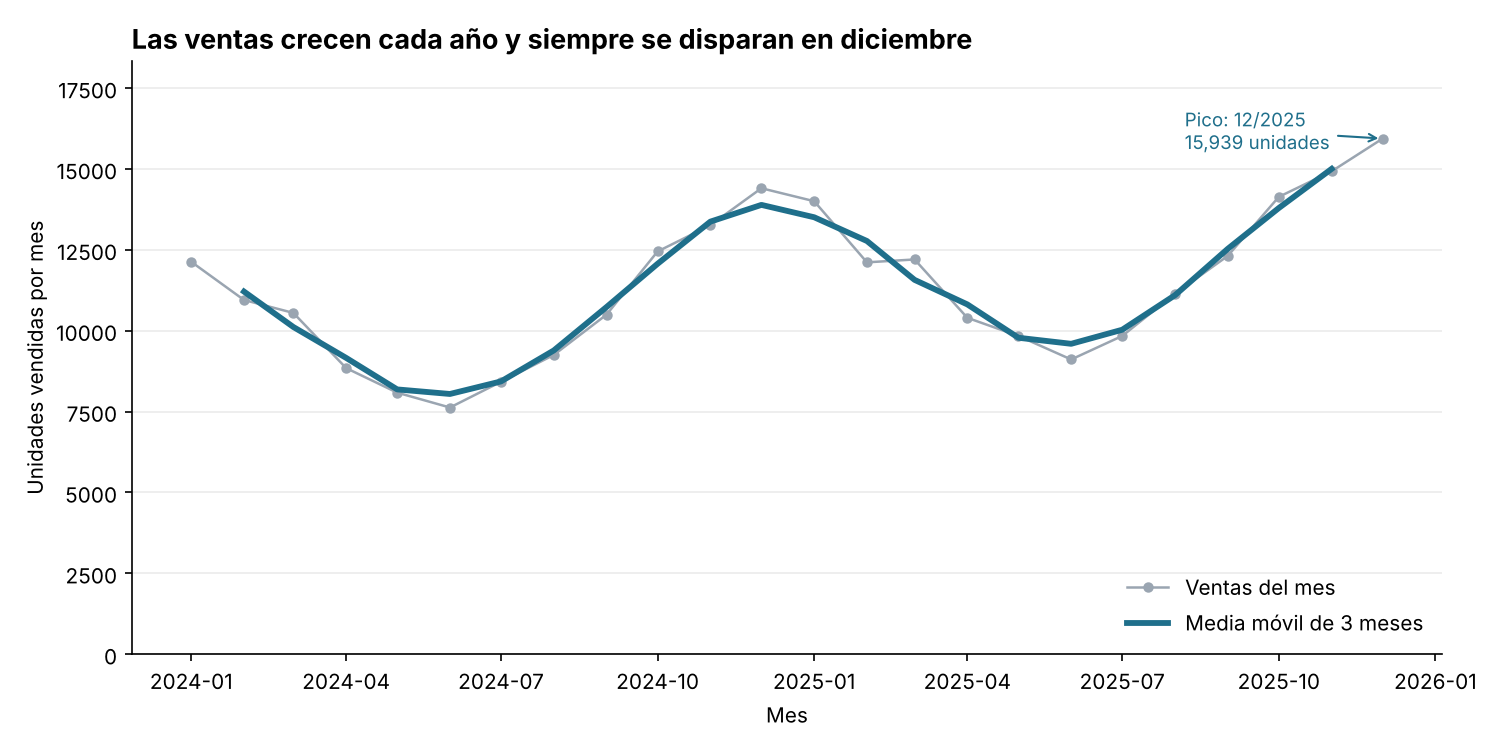 Las ventas crecen cada año y siempre se disparan en diciembre
Unidades vendidas por mes
17500
15000
12500
10000
7500
5000
2500
0
Pico: 12/2025
15,939 unidades
Ventas del mes
Media móvil de 3 meses
2024-01
2024-04
2024-07
2024-10
2025-01
2025-04
2025-07
2025-10
2026-01
Mes